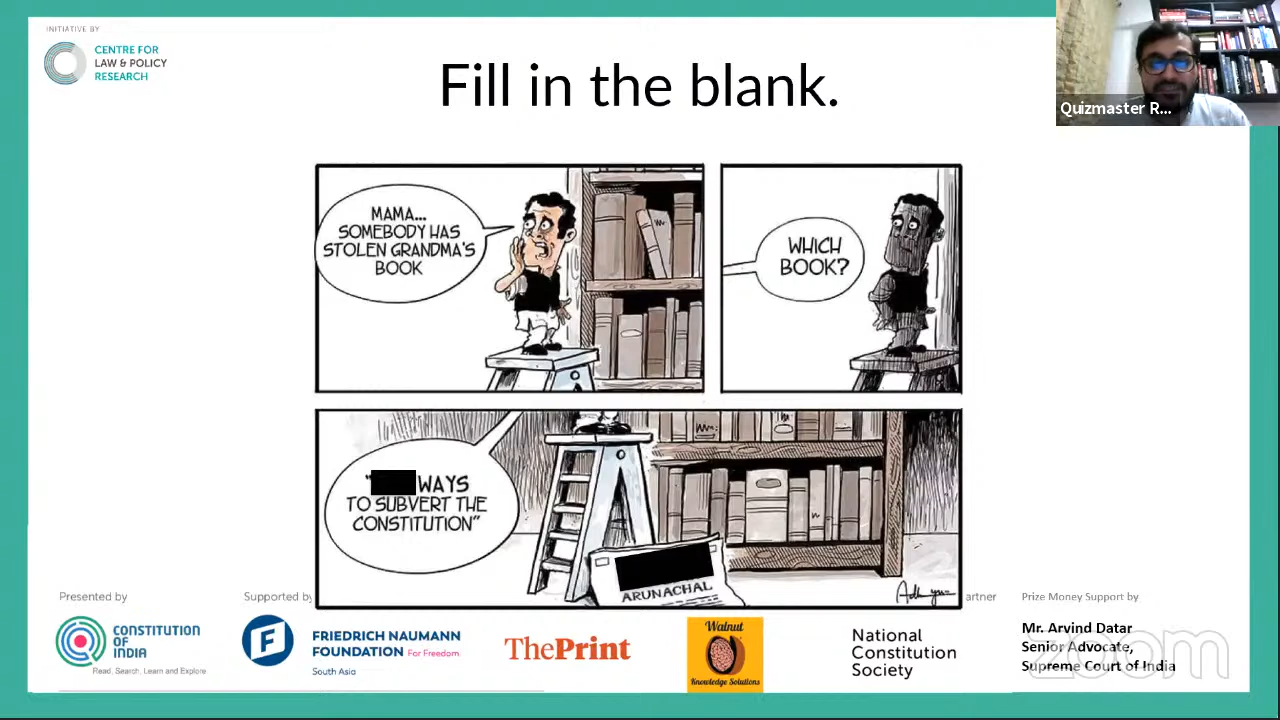 INITIATIVE BY
CENTRE FOR
LAW & POLICY
RESEARCH
Fill in the blank.
Quizmaster R...
MAMA...
SOMEBODY HAS
STOLEN GRANDMA'S
BOOK
WHICH
BOOK?
" WAYS
TO SUBVERT THE
CONSTITUTION"
ARUNACHAL
Presented by
CONSTITUTION
OF
INDIA
Read, Search, Learn and Explore
Supported by
FRIEDRICH NAUMANN
FOUNDATION For Freedom.
South Asia
ThePrint
Walnut
Knowledge Solutions
artner
National
Constitution
Society
Prize Money Support by
Mr. Arvind Datar
Senior Advocate,
Supreme Court of India
zoom